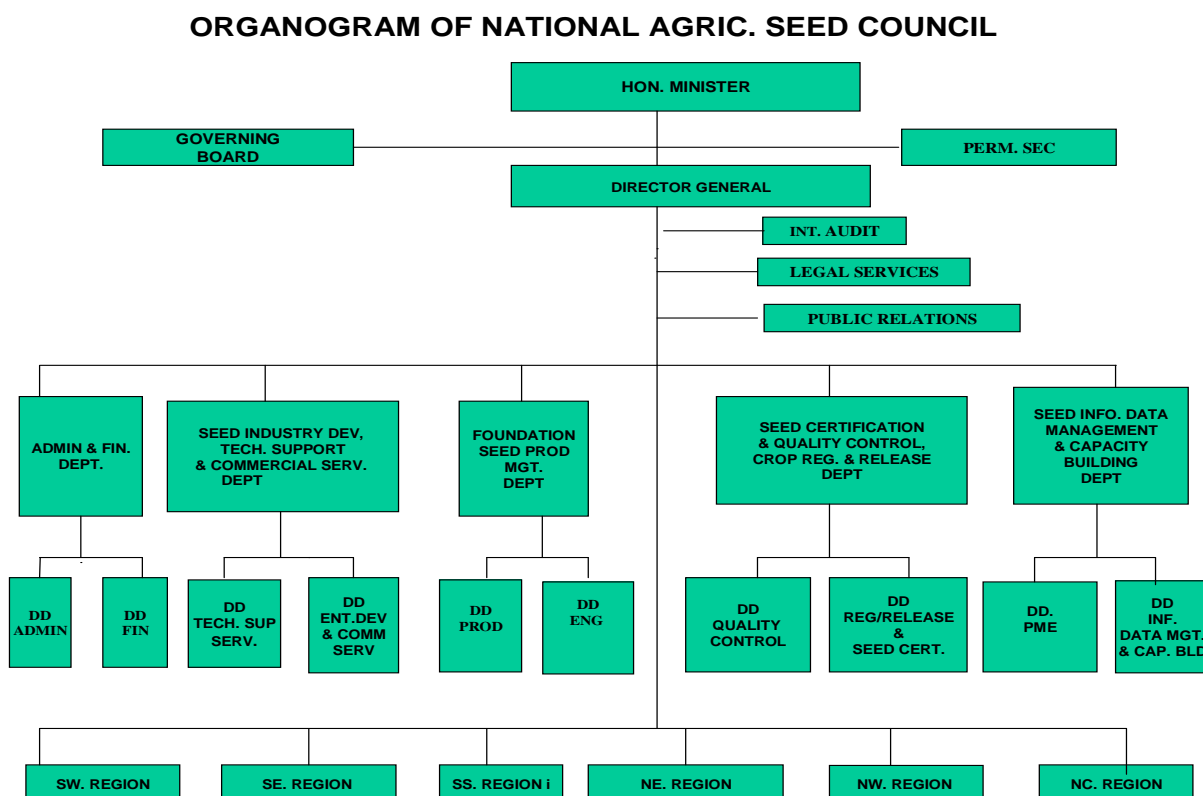 ORGANOGRAM OF NATIONAL AGRIC. SEED COUNCIL
HON. MINISTER
GOVERNING
BOARD
PERM. SEC
DIRECTOR GENERAL
INT. AUDIT
LEGAL SERVICES
PUBLIC RELATIONS
ADMIN & FIN.
DEPT.
SEED INDUSTRY DEV,
TECH. SUPPORT
& COMMERCIAL SERV.
DEPT
FOUNDATION
SEED PROD
MGT.
DEPT
SEED CERTIFICATION
& QUALITY CONTROL,
CROP REG. & RELEASE
DEPT
SEED INFO. DATA
MANAGEMENT
& CAPACITY
BUILDING
DEPT
DD
ADMIN
DD
FIN
DD
TECH. SUP
SERV.
DD
ENT.DEV
& COMM
SERV
DD
PROD
DD
ENG
DD
QUALITY
CONTROL
DD
REG/RELEASE
&
SEED CERT.
DD.
PME
DD
INF.
DATA MGT.
& CAP. BLD
SW. REGION
SE. REGION
SS. REGION i
NE. REGION
NW. REGION
NC. REGION